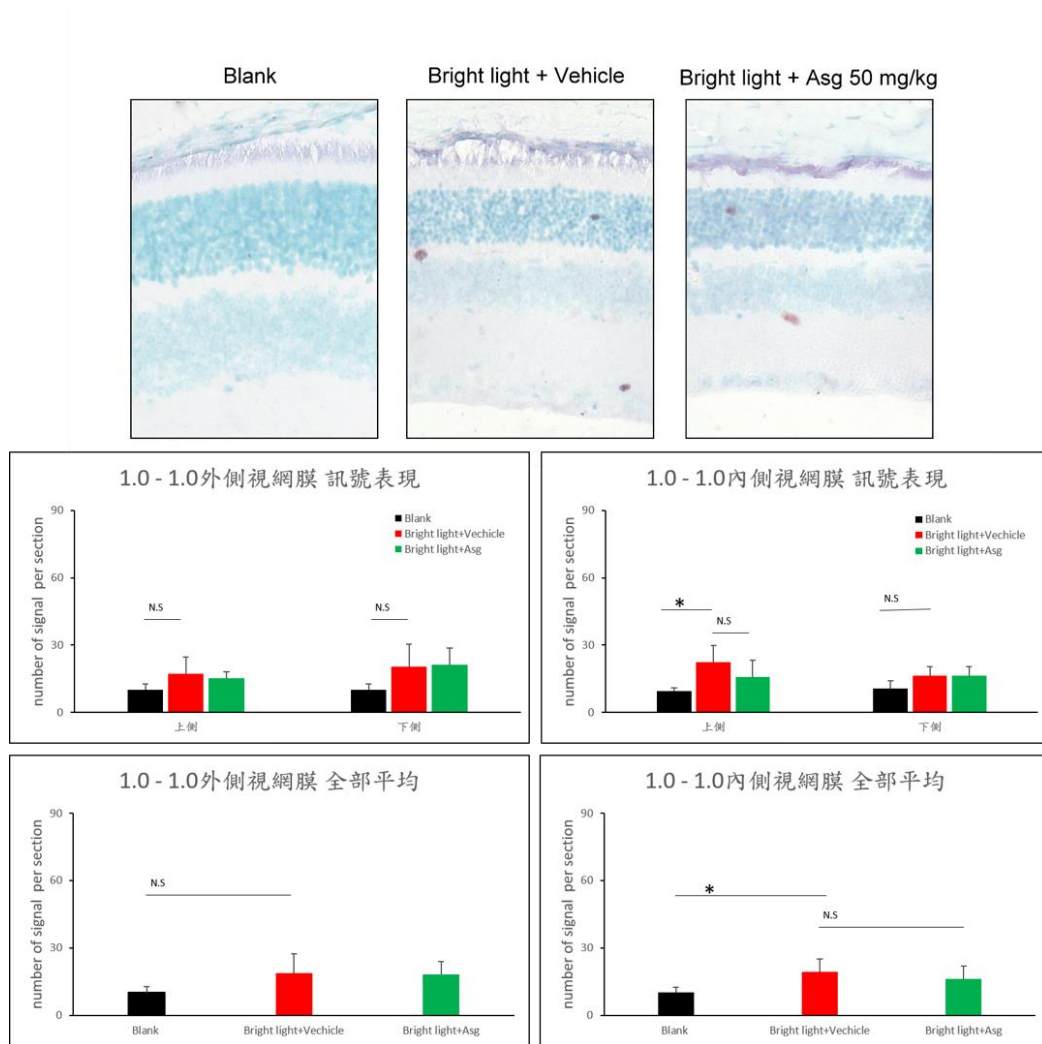 Blank
Bright light + Vehicle
Bright light + Asg 50 mg/kg
1.0 - 1.0外側視網膜 訊號表現
number of signal per section
90
60
30
0
Blank
Bright light+Vechicle
Bright light+Asg
N.S
N.S
上側
下側
1.0 - 1.0內側視網膜 訊號表現
number of signal per section
90
60
30
0
Blank
Bright light+Vechicle
Bright light+Asg
*
N.S
N.S
上側
下側
1.0 - 1.0外側視網膜 全部平均
number of signal per section
90
60
30
0
N.S
Blank
Bright light+Vechicle
Bright light+Asg
1.0 - 1.0內側視網膜 全部平均
number of signal per section
90
60
30
0
*
N.S
Blank
Bright light+Vechicle
Bright light+Asg